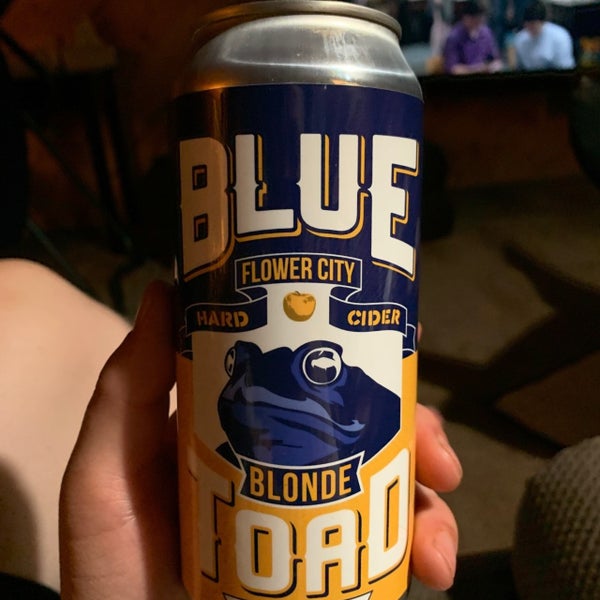 BLUE
FLOWER CITY
HARD CIDER
BLONDE
TOAD